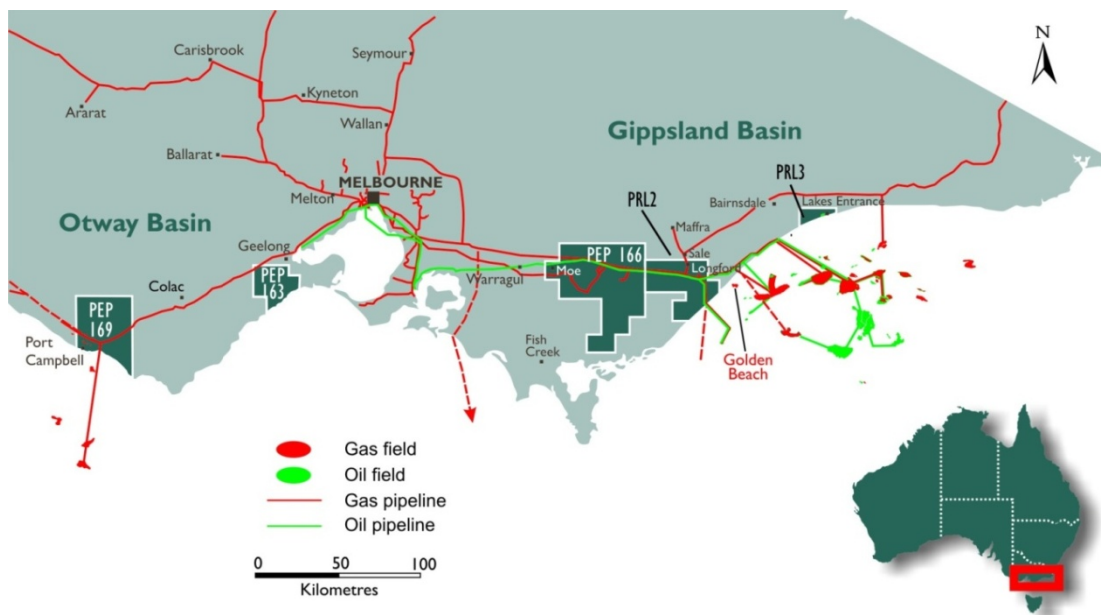 Carisbrook
Seymour
N
Ararat
Kyneton
Wallan
Gippsland Basin
Ballarat
PRL3
MELBOURNE
Melton
PRL2
Bairnsdale
Lakes Entrance
Otway Basin
Maffra
Geelong
Sale
PEP 166
Longford
Moe
Warragul
PEP
163
Colac
PEP
169
Port
Campbell
Fish
Creek
Golden
Beach
Gas field
Oil field
Gas pipeline
Oil pipeline
0
50
100
Kilometres